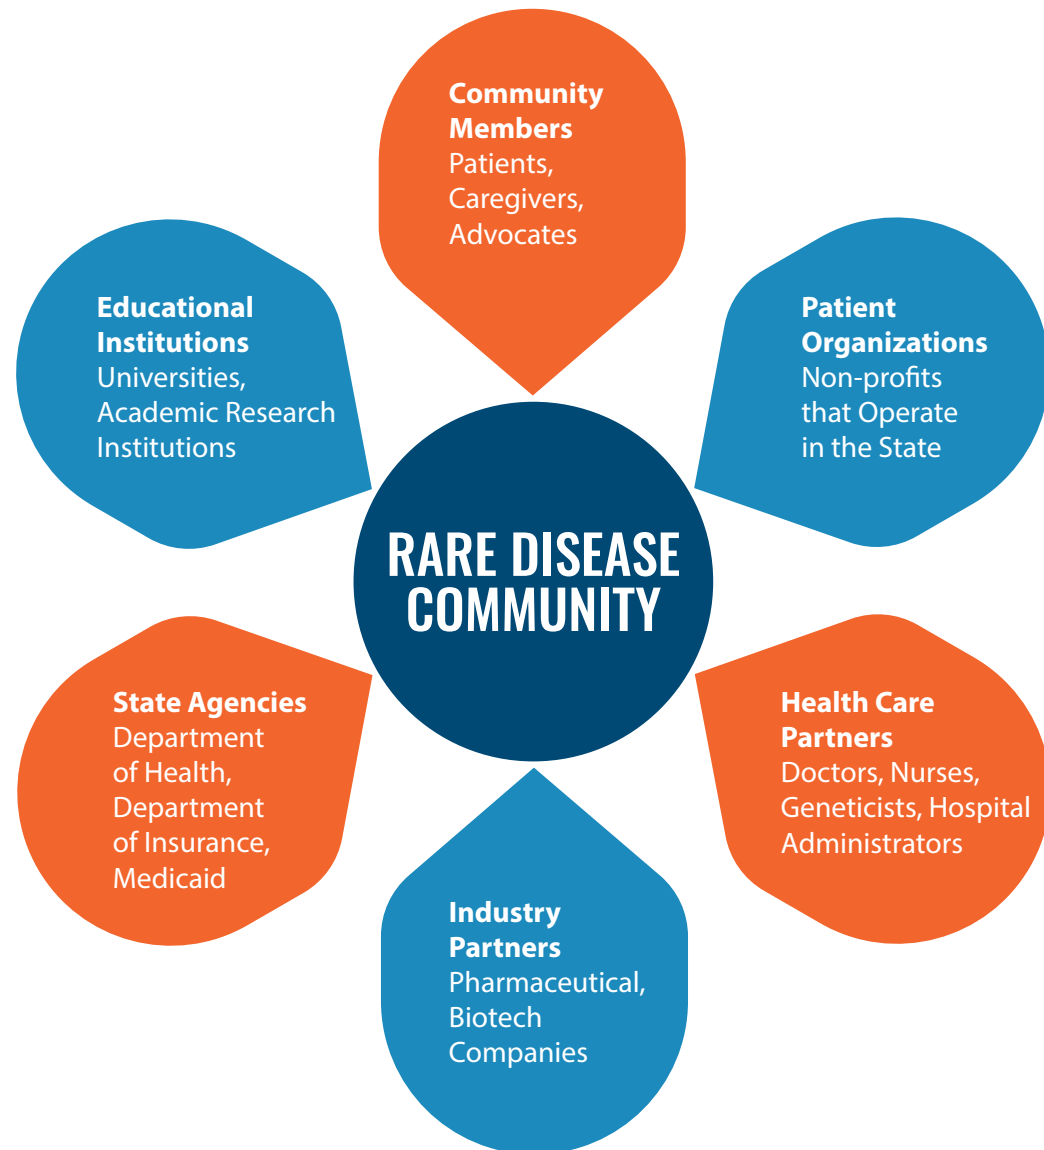 Community
Members
Patients,
Caregivers,
Advocates
Patient
Organizations
Non-profits
that Operate
in the State
Health Care
Partners
Doctors, Nurses,
Geneticists, Hospital
Administrators
Industry
Partners
Pharmaceutical,
Biotech
Companies
State Agencies
Department
of Health,
Department
of Insurance,
Medicaid
Educational
Institutions
Universities,
Academic Research
Institutions
RARE DISEASE
COMMUNITY